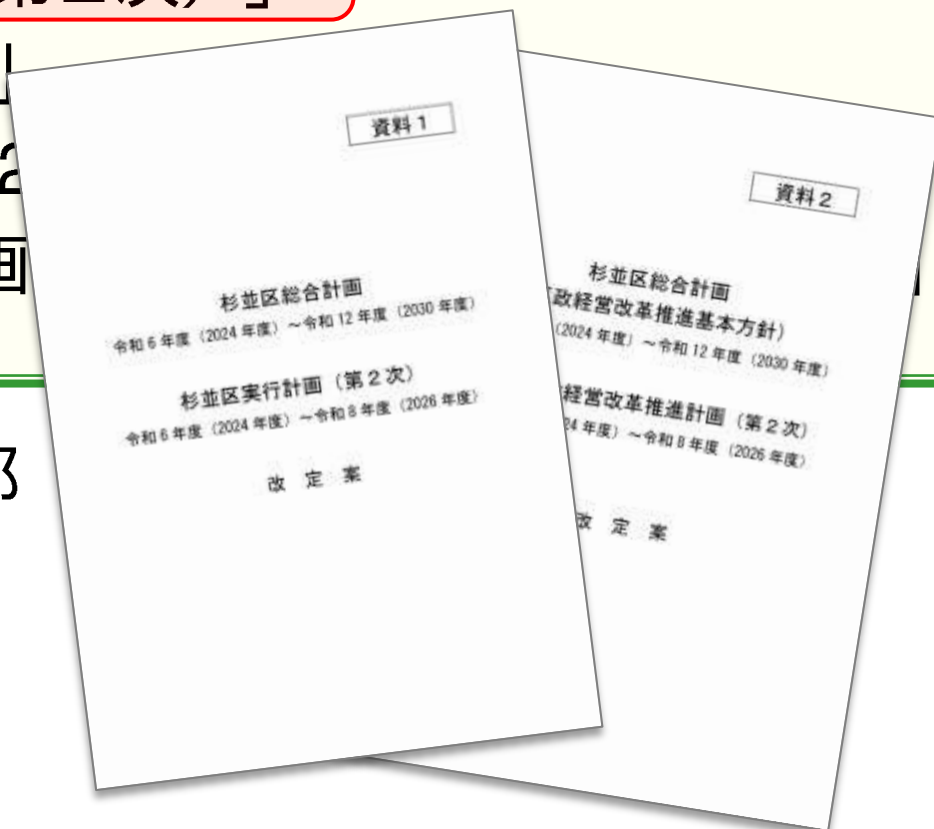 資料1
杉並区総合計画
令和6年度（2024年度）～令和12年度（2030年度）
杉並区実行計画（第2次）
令和6年度（2024年度）～令和8年度（2026年度）
改 定 案
資料2
杉並区総合計画
政経営改革推進基本方針）
（2024年度）～令和12年度（2030年度）
経営改革推進計画（第2次）
24年度）～令和8年度（2026年度）
改 定 案
画